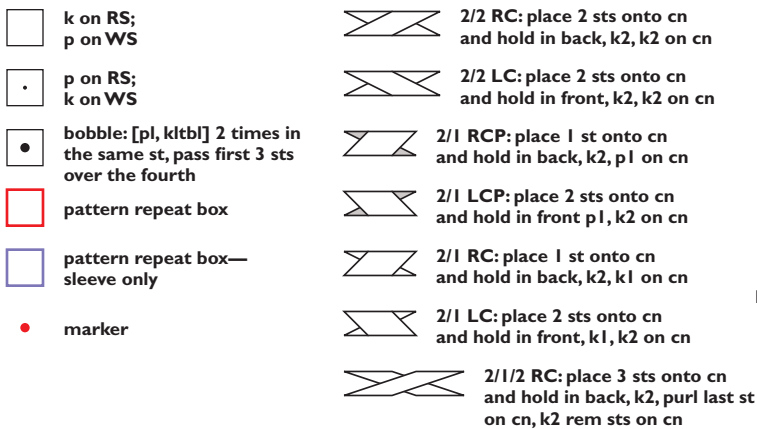 k on RS;
p on WS
p on RS;
k on WS
bobble: [pl, kltbl] 2 times in
the same st, pass first 3 sts
over the fourth
pattern repeat box
pattern repeat box—
sleeve only
marker
2/2 RC: place 2 sts onto cn
and hold in back, k2, k2 on cn
2/2 LC: place 2 sts onto cn
and hold in front, k2, k2 on cn
2/1 RCP: place 1 st onto cn
and hold in back, k2, p1 on cn
2/1 LCP: place 2 sts onto cn
and hold in front p1, k2 on cn
2/1 RC: place 1 st onto cn
and hold in back, k2, k1 on cn
2/1 LC: place 2 sts onto cn
and hold in front, k1, k2 on cn
2/1/2 RC: place 3 sts onto cn
and hold in back, k2, purl last st
on cn, k2 rem sts on cn